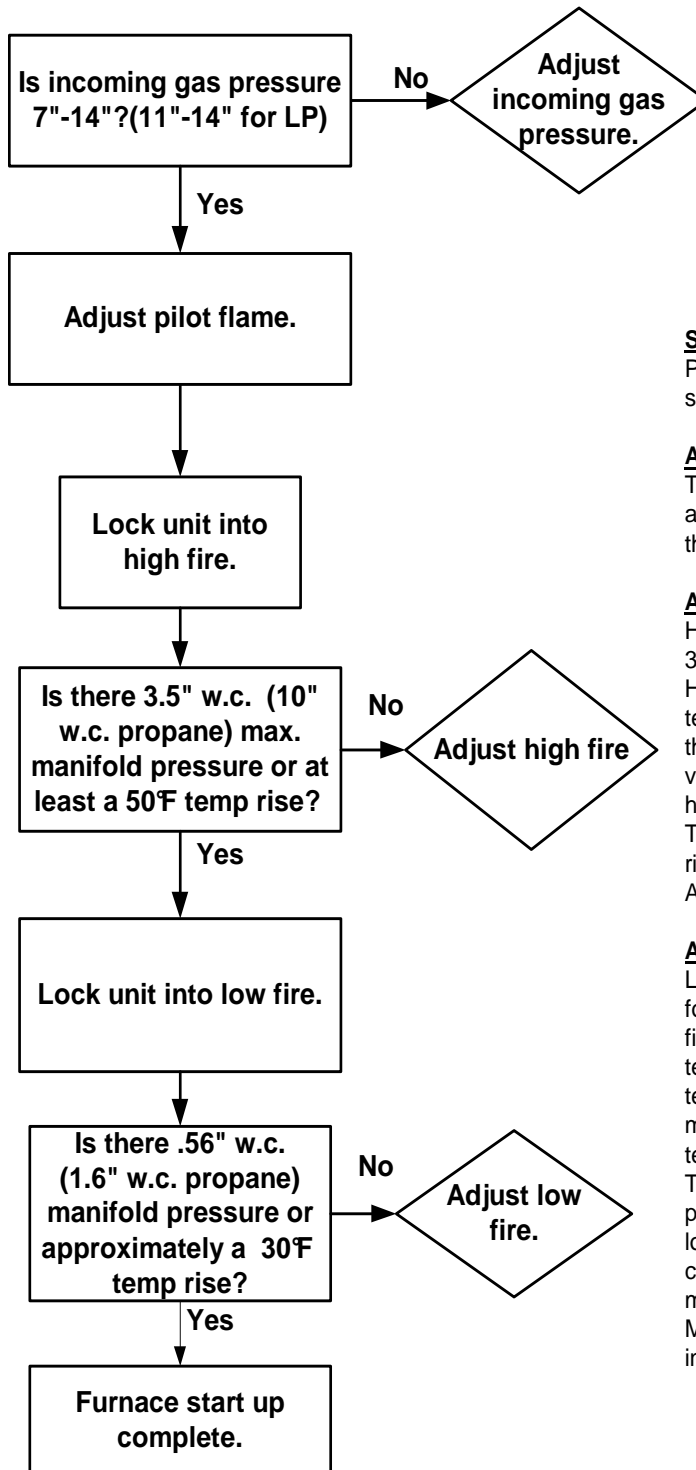 Is incoming gas pressure
7"-14"?(11"-14" for LP)
No
Adjust
incoming gas
pressure.
Yes
Adjust pilot flame.
Lock unit into
high fire.
Is there 3.5" w.c. (10"
w.c. propane) max.
manifold pressure or at
least a 50°F temp rise?
No
Adjust high fire
Yes
Lock unit into low fire.
Is there .56" w.c.
(1.6" w.c. propane)
manifold pressure or
approximately a 30°F
temp rise?
No
Adjust low
fire.
Yes
Furnace start up
complete.